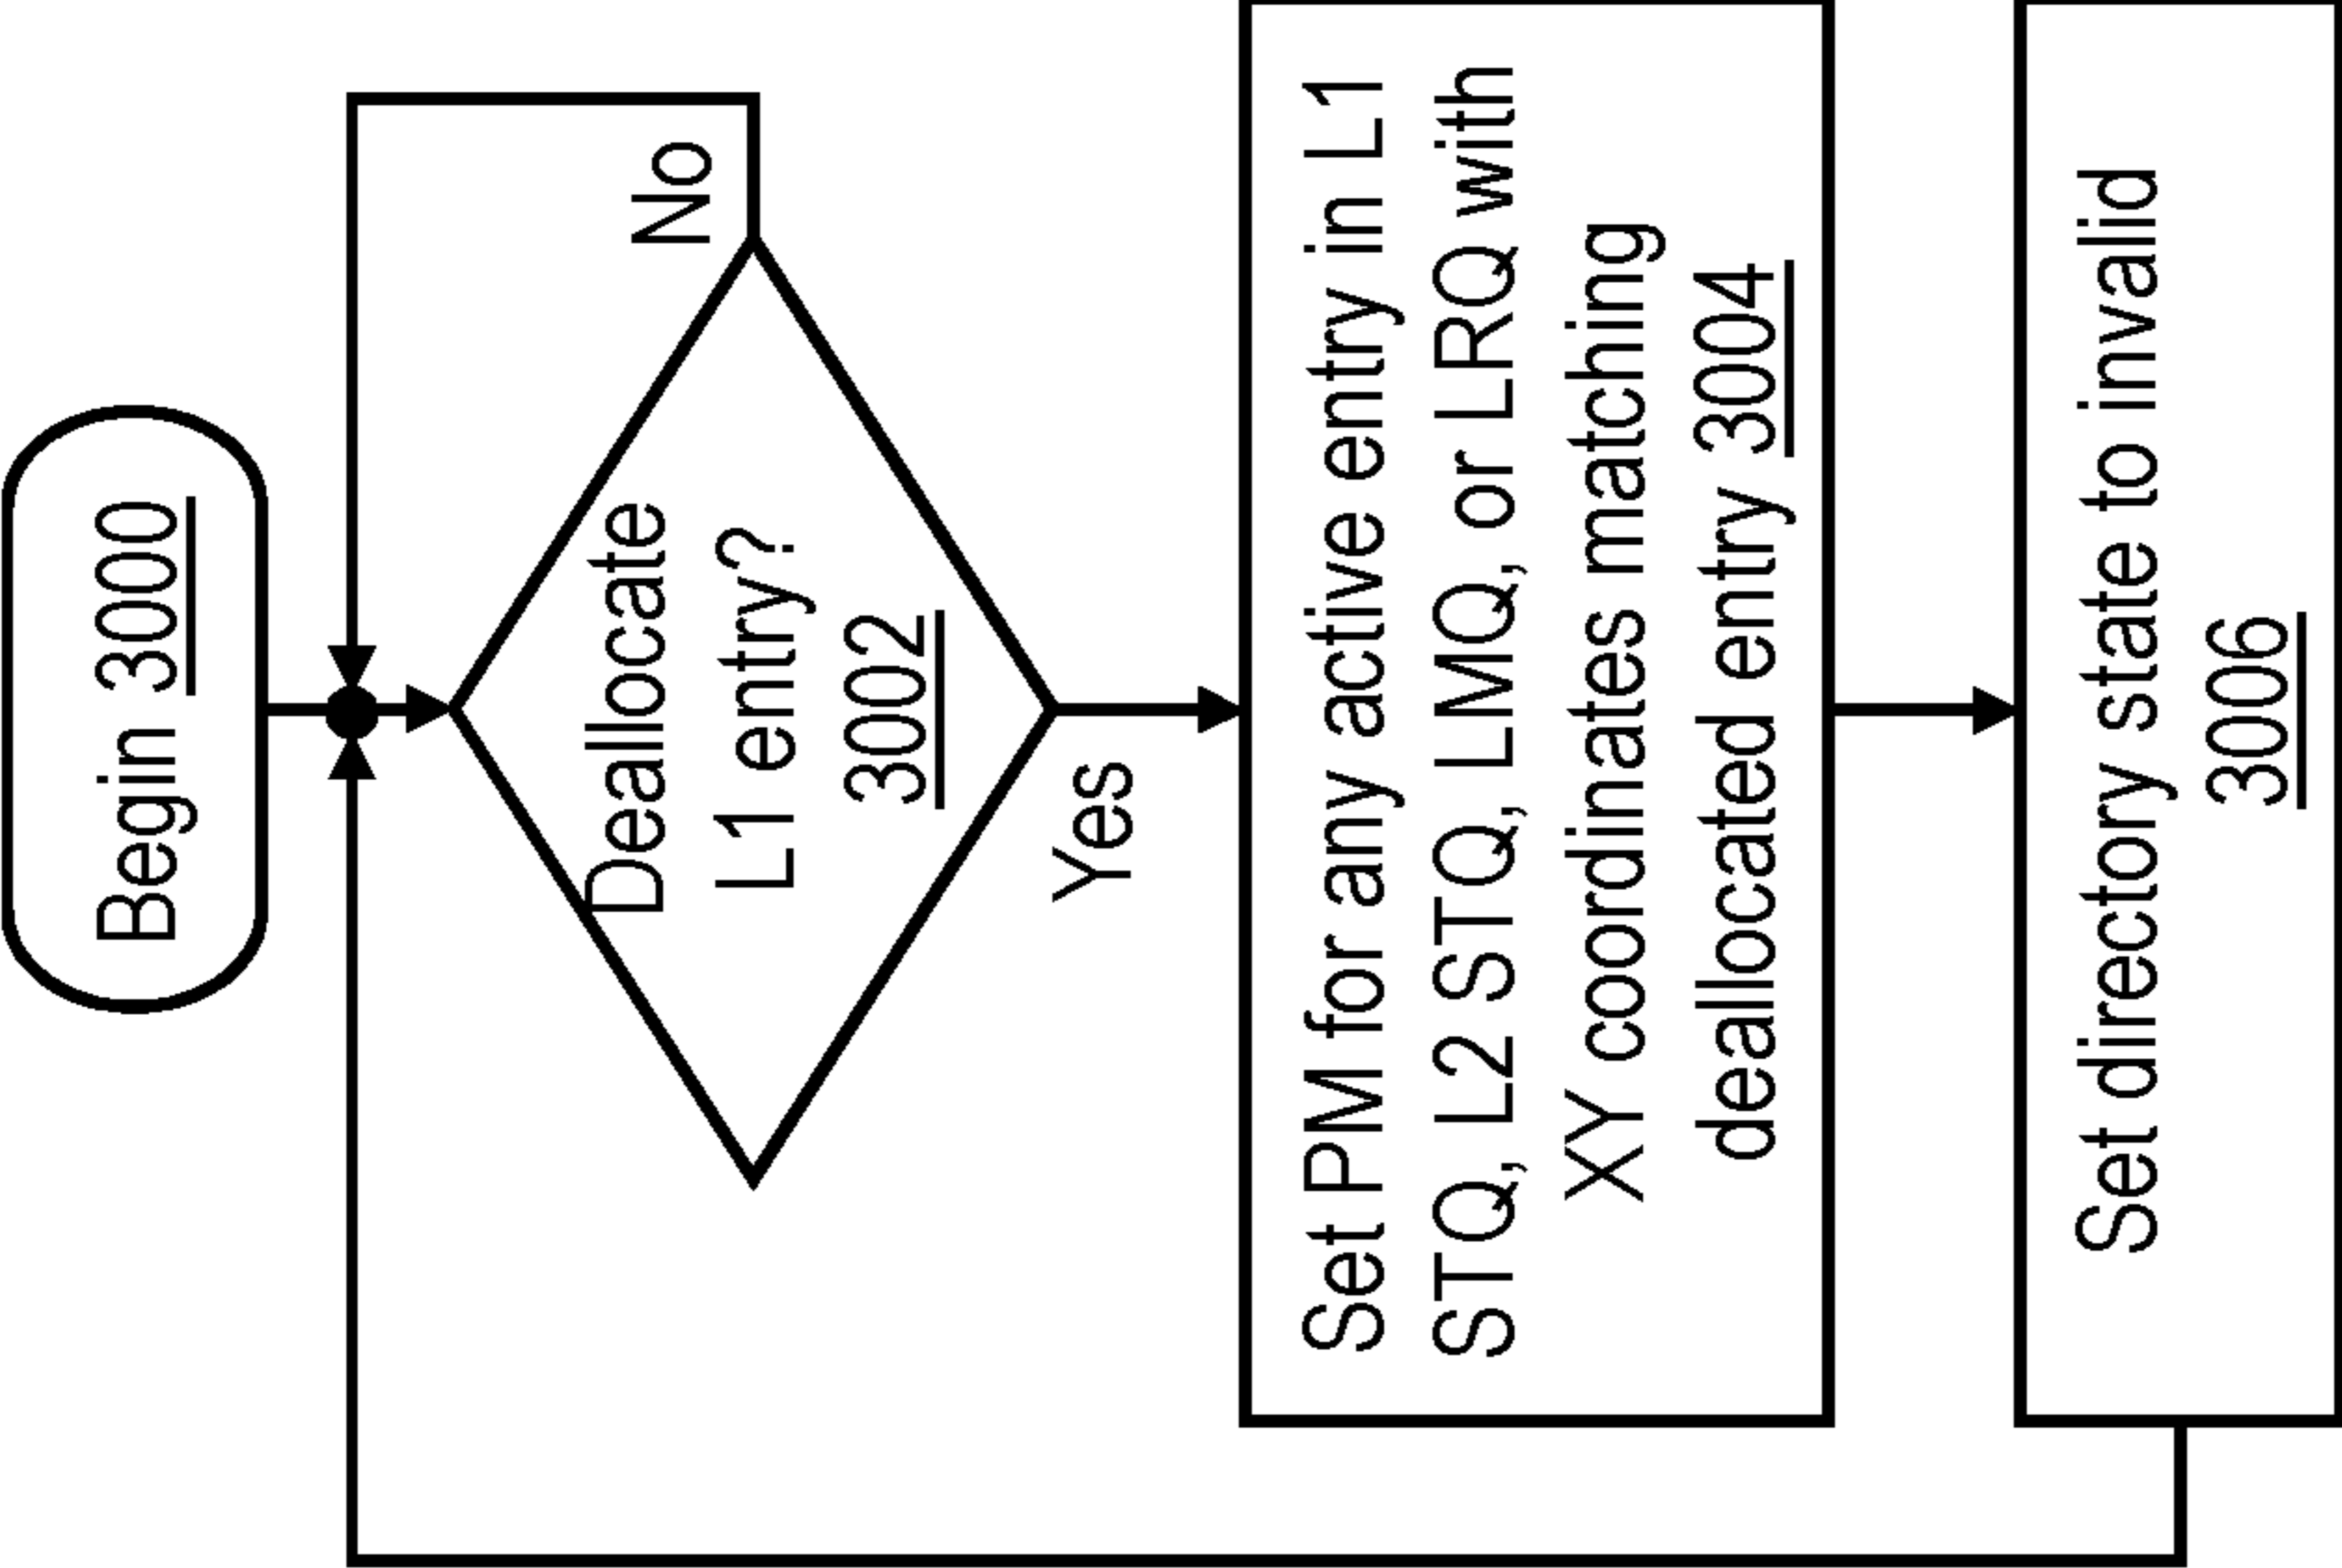 Begin 3000
Deallocate
L1 entry?
3002
No
Yes
Set PM for any active entry in L1
STQ, L2 STQ, LMQ, or LRQ with
XY coordinates matching
deallocated entry 3004
Set directory state to invalid
3006